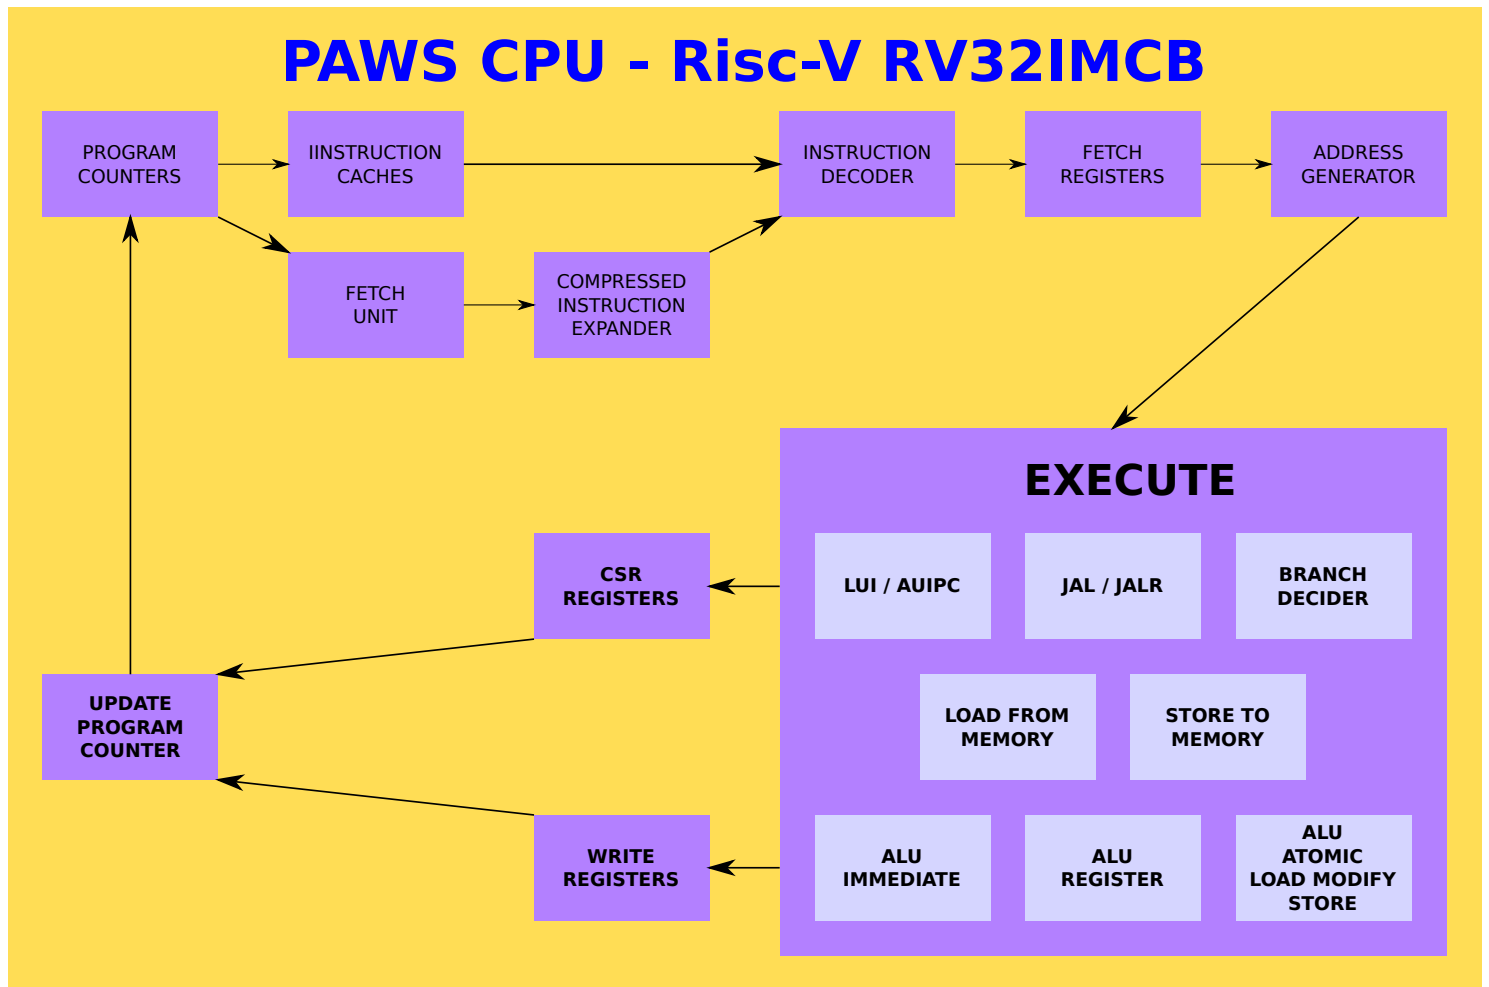 PAWS CPU - Risc-V RV32IMCB
PROGRAM
COUNTERS
IINSTRUCTION
CACHES
INSTRUCTION
DECODER
FETCH
REGISTERS
ADDRESS
GENERATOR
FETCH
UNIT
COMPRESSED
INSTRUCTION
EXPANDER
EXECUTE
CSR
REGISTERS
LUI / AUIPC
JAL / JALR
BRANCH
DECIDER
UPDATE
PROGRAM
COUNTER
LOAD FROM
MEMORY
STORE TO
MEMORY
WRITE
REGISTERS
ALU
IMMEDIATE
ALU
REGISTER
ALU
ATOMIC
LOAD MODIFY
STORE